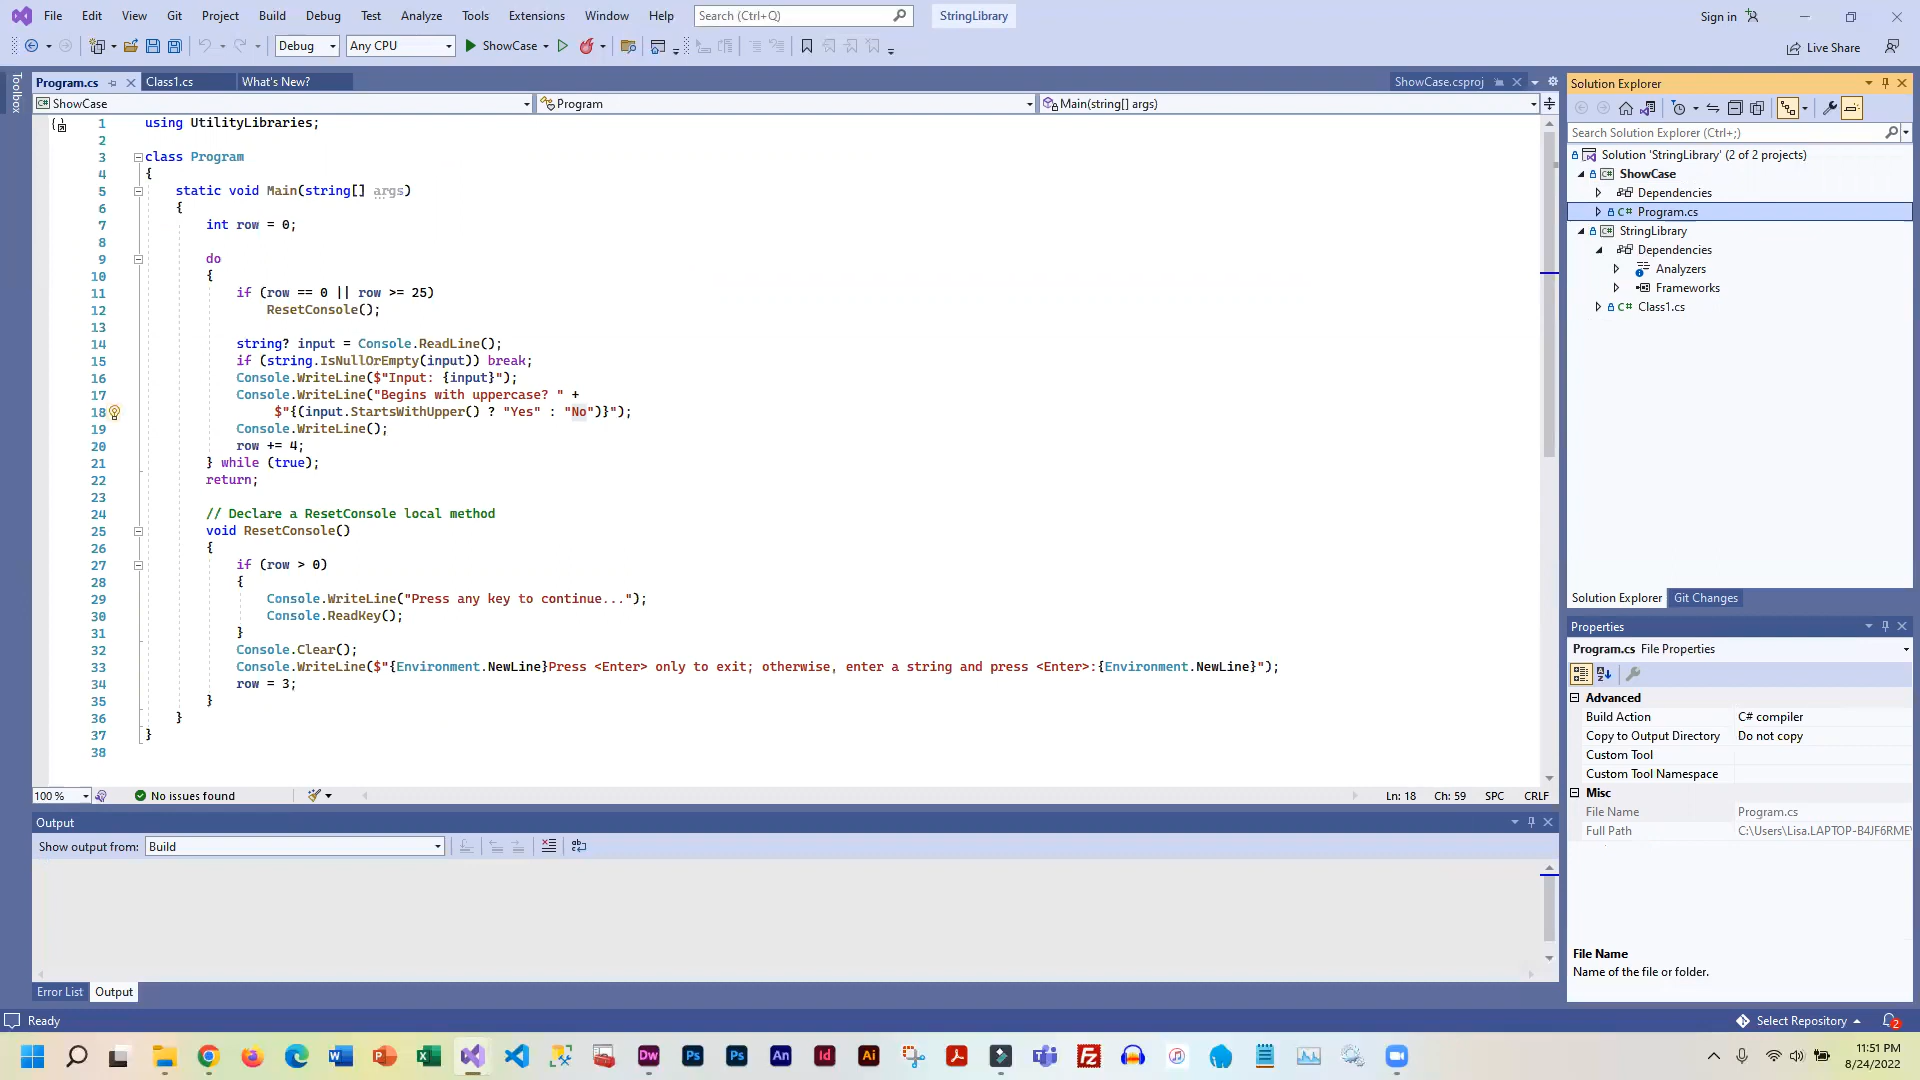 File Edit View Git Project Build Debug Test Analyze Tools Extensions Window Help Search (Ctrl+Q) StringLibrary Sign in
Debug Any CPU ShowCase Live Share
Toolbox
Program.cs Class1.cs What's New? ShowCase.csproj
ShowCase Program Main(string[] args)
1 using UtilityLibraries;
2
3 class Program
4 {
5 static void Main(string[] args)
6 {
7 int row = 0;
8
9 do
10 {
11 if (row == 0 || row >= 25)
12 ResetConsole();
13
14 string? input = Console.ReadLine();
15 if (string.IsNullOrEmpty(input)) break;
16 Console.WriteLine($"Input: {input}");
17 Console.WriteLine("Begins with uppercase? " +
18 $"{(input.StartsWithUpper() ? "Yes" : "No")}");
19 Console.WriteLine();
20 row += 4;
21 } while (true);
22 return;
23
24 // Declare a ResetConsole local method
25 void ResetConsole()
26 {
27 if (row > 0)
28 {
29 Console.WriteLine("Press any key to continue...");
30 Console.ReadKey();
31 }
32 Console.Clear();
33 Console.WriteLine($"{Environment.NewLine}Press <Enter> only to exit; otherwise, enter a string and press <Enter>:{Environment.NewLine}");
34 row = 3;
35 }
36 }
37 }
38
100 % No issues found Ln: 18 Ch: 59 SPC CRLF
Output
Show output from: Build
Error List Output
Solution Explorer
Search Solution Explorer (Ctrl+;)
Solution 'StringLibrary' (2 of 2 projects)
C# ShowCase
Dependencies
C# Program.cs
C# StringLibrary
Dependencies
Analyzers
Frameworks
C# Class1.cs
Solution Explorer Git Changes
Properties
Program.cs File Properties
Advanced
Build Action C# compiler
Copy to Output Directory Do not copy
Custom Tool
Custom Tool Namespace
Misc
File Name Program.cs
Full Path C:\Users\Lisa.LAPTOP-B4JF6RME\
File Name
Name of the file or folder.
Ready Select Repository 2
Dw Ps Ps An Id Ai Fz
11:51 PM
8/24/2022